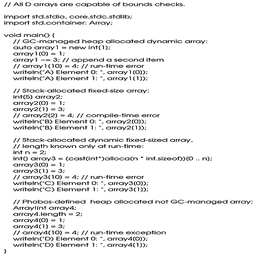 // All D arrays are capable of bounds checks.
import std.stdio, core.stdc.stdlib;
import std.container: Array;
void main() {
// GC-managed heap allocated dynamic array:
auto array1 = new int(1);
array1(0) = 1;
array1 ~= 3; // append a second item
// array1(10) = 4; // run-time error
writeln("A) Element 0: ", array1(0));
writeln("A) Element 1: ", array1(1));
// Stack-allocated fixed-size array:
int(5) array2;
array2(0) = 1;
array2(1) = 3;
// array2(2) = 4; // compile-time error
writeln("B) Element 0: ", array2(0));
writeln("B) Element 1: ", array2(1));
// Stack-allocated dynamic fixed-sized array,
// length known only at run-time:
int n = 2;
int() array3 = (cast(int*)alloca(n * int.sizeof))(0 .. n);
array3(0) = 1;
array3(1) = 3;
// array3(10) = 4; // run-time error
writeln("C) Element 0: ", array3(0));
writeln("C) Element 1: ", array3(1));
// Phobos-defined heap allocated not GC-managed array:
Array!int array4;
array4.length = 2;
array4(0) = 1;
array4(1) = 3;
// array4(10) = 4; // run-time exception
writeln("D) Element 0: ", array4(0));
writeln("D) Element 1: ", array4(1));
}